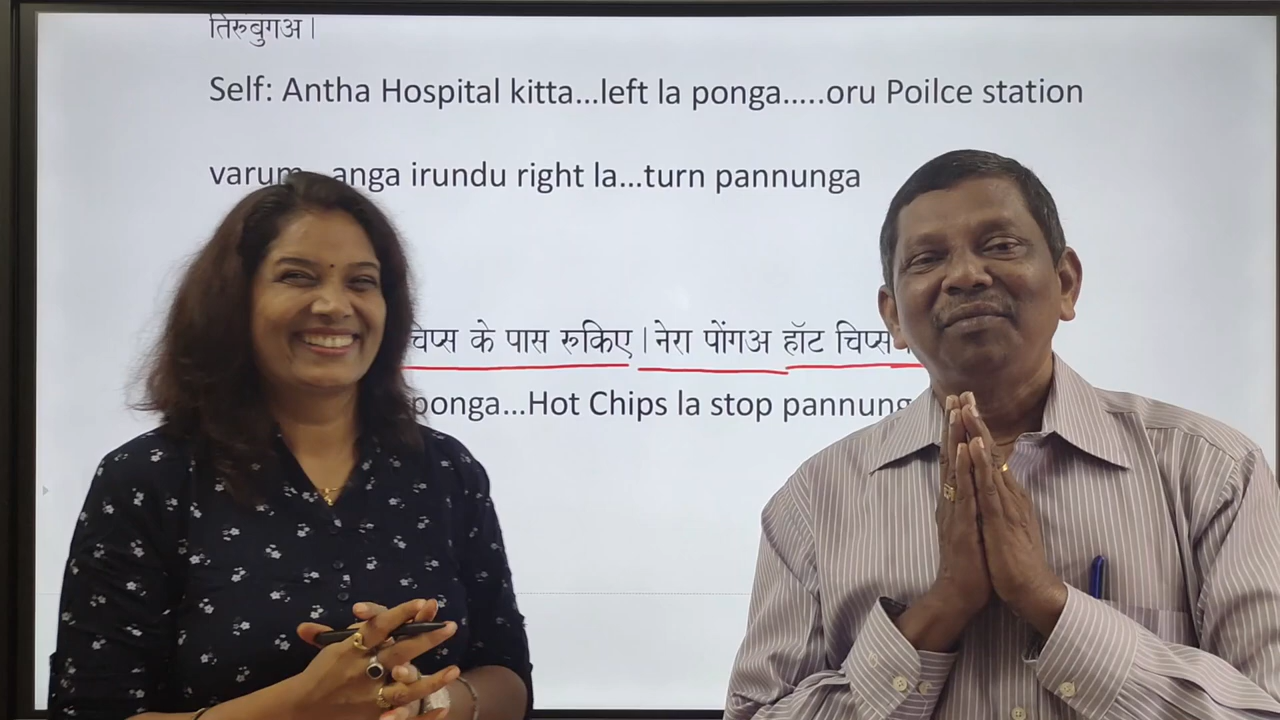 तिरुबुगअ।
Self: Antha Hospital kitta...left la ponga.....oru Poilce station
anga irundu right la...turn pannunga
के पास रुकिए। नेरा पोंगअ हॉट चिप्स
ponga...Hot Chips la stop